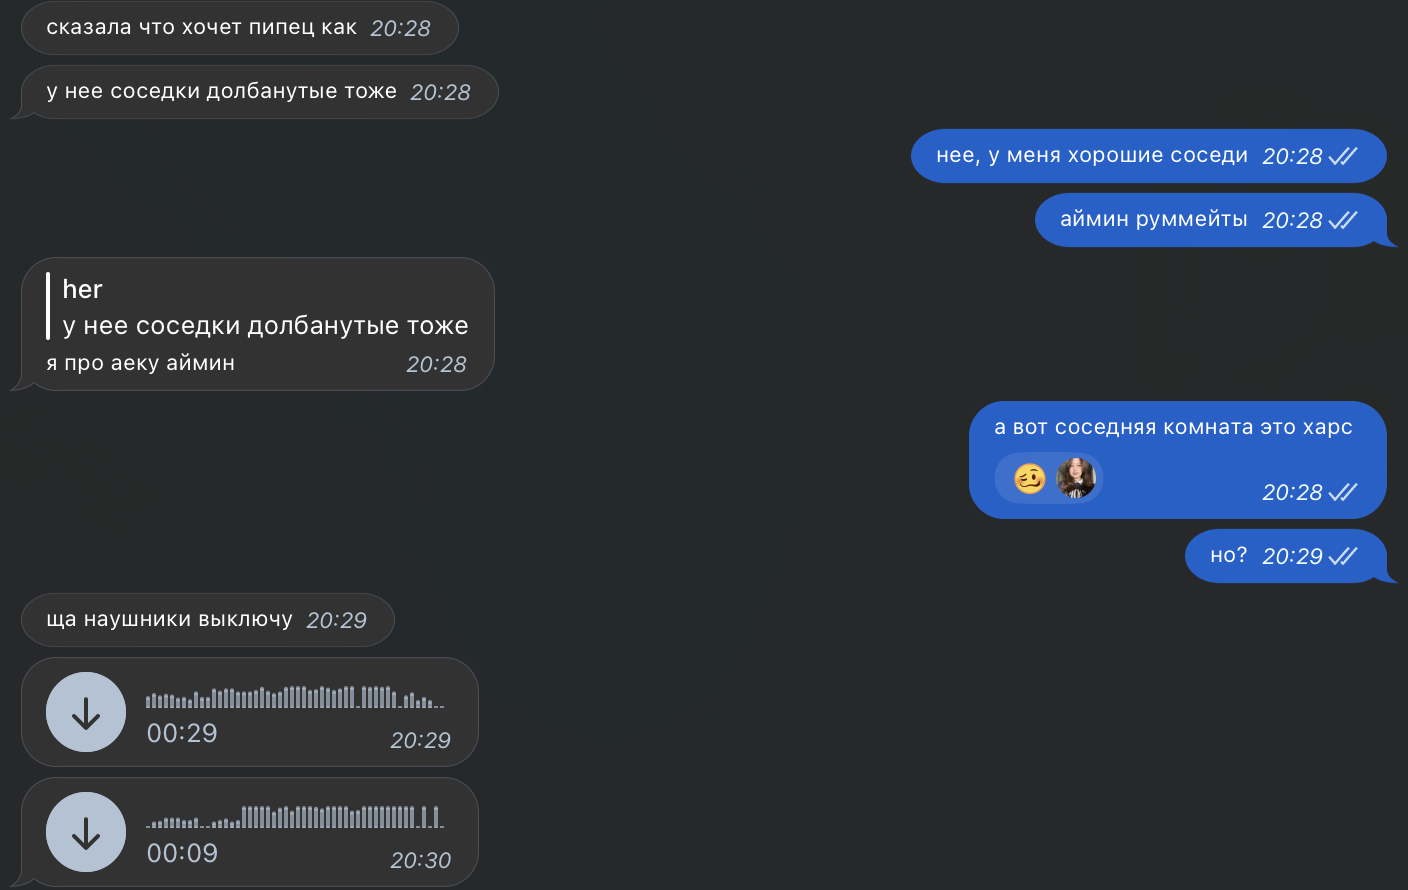 сказала что хочет пипец как 20:28
у нее соседки долбанутые тоже 20:28
нее, у меня хорошие соседи 20:28
аймин руммейты 20:28
her
у нее соседки долбанутые тоже
я про аеку аймин 20:28
а вот соседняя комната это харс
20:28
но? 20:29
ща наушники выключу 20:29
00:29 20:29
00:09 20:30